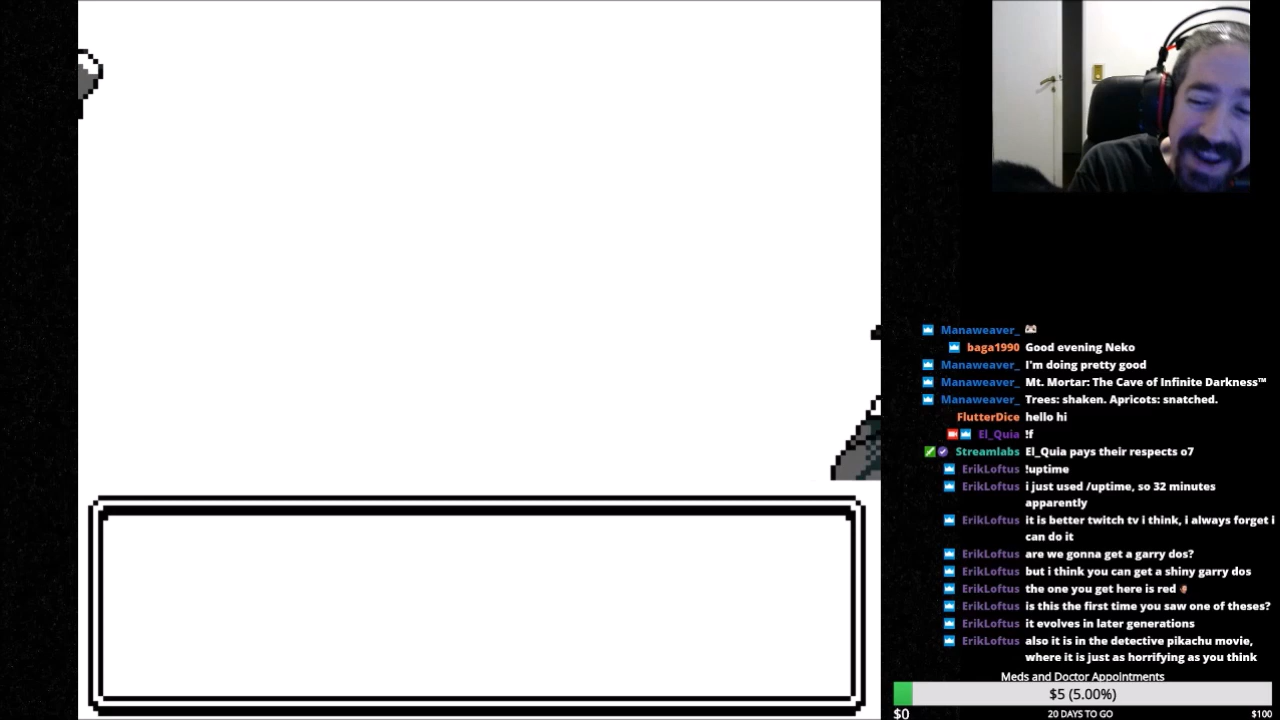 Manaweaver_
baga1990 Good evening Neko
Manaweaver_ I'm doing pretty good
Manaweaver_ Mt. Mortar: The Cave of Infinite Darkness™
Manaweaver_ Trees: shaken. Apricots: snatched.
FlutterDice hello hi
El_Quia !f
Streamlabs El_Quia pays their respects o7
ErikLoftus !uptime
ErikLoftus i just used /uptime, so 32 minutes
apparently
ErikLoftus it is better twitch tv i think, i always forget i
can do it
ErikLoftus are we gonna get a garry dos?
ErikLoftus but i think you can get a shiny garry dos
ErikLoftus the one you get here is red
ErikLoftus is this the first time you saw one of theses?
ErikLoftus it evolves in later generations
ErikLoftus also it is in the detective pikachu movie,
where it is just as horrifying as you think
Meds and Doctor Appointments
$5 (5.00%)
$0 20 DAYS TO GO $100